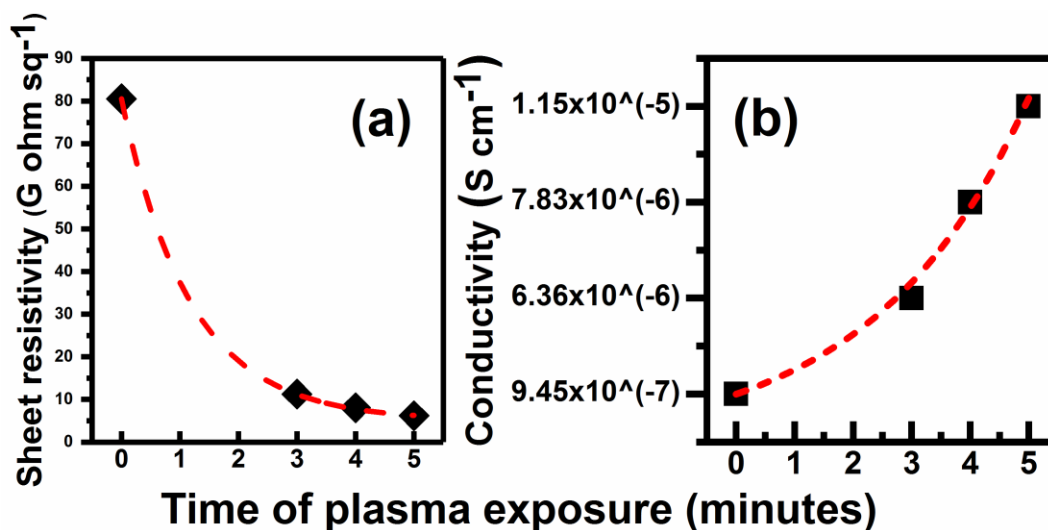 Sheet resistivity (G ohm sq-1)
90
80
70
60
50
40
30
20
10
0
0 1 2 3 4 5
(a)
Conductivity (S cm-1)
1.15x10^(-5)
7.83x10^(-6)
6.36x10^(-6)
9.45x10^(-7)
0 1 2 3 4 5
(b)
Time of plasma exposure (minutes)